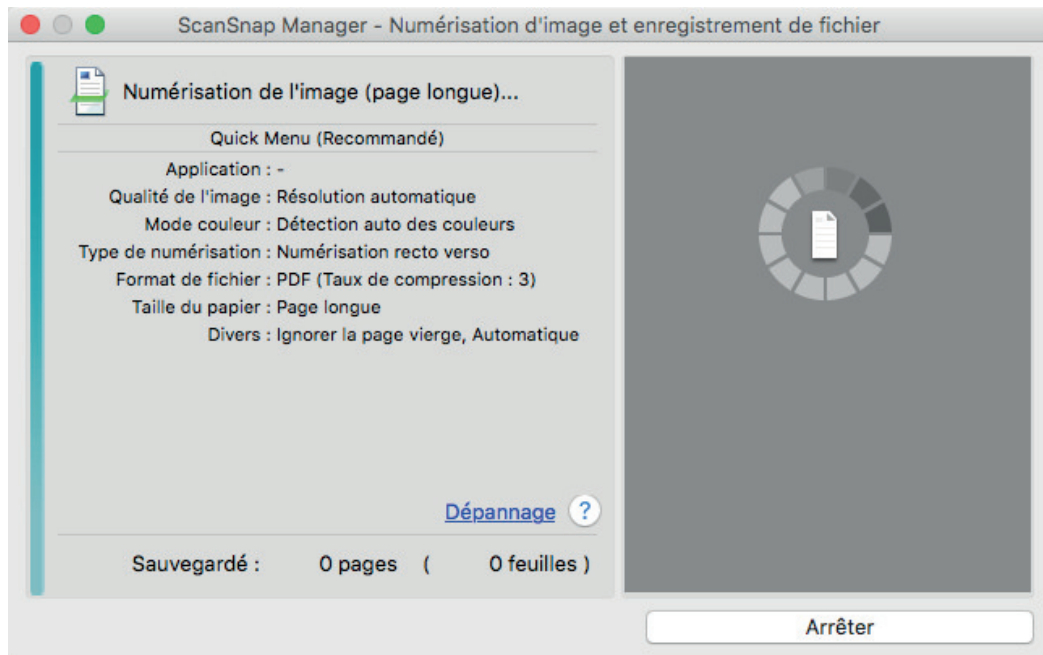 ScanSnap Manager - Numérisation d'image et enregistrement de fichier
Numérisation de l'image (page longue)...
Quick Menu (Recommandé)
Application : -
Qualité de l'image : Résolution automatique
Mode couleur : Détection auto des couleurs
Type de numérisation : Numérisation recto verso
Format de fichier : PDF (Taux de compression : 3)
Taille du papier : Page longue
Divers : Ignorer la page vierge, Automatique
Dépannage ?
Sauvegardé : 0 pages ( 0 feuilles )
Arrêter